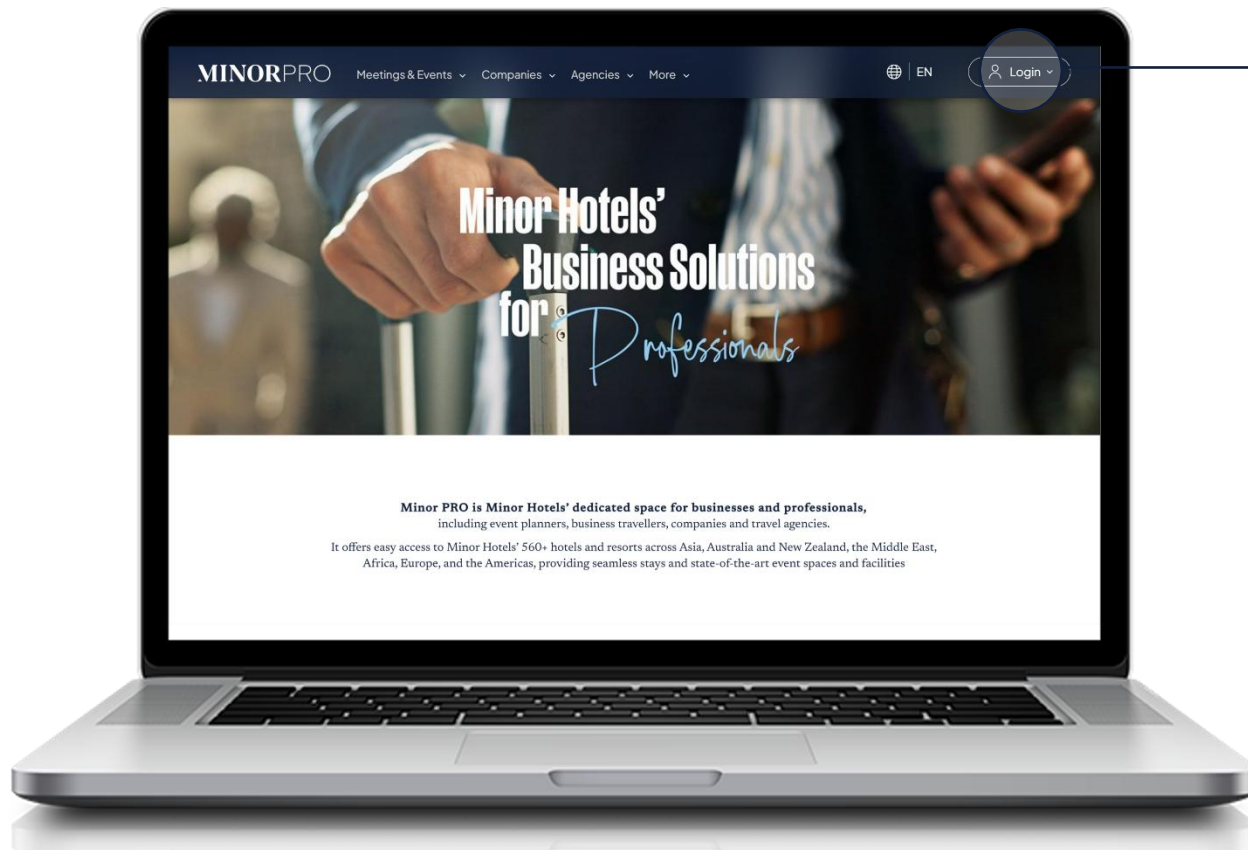 MINORPRO
Meetings & Events
Companies
Agencies
More
EN
Login
Minor Hotels’
Business Solutions
for Professionals
Minor PRO is Minor Hotels’ dedicated space for businesses and professionals,
including event planners, business travellers, companies and travel agencies.
It offers easy access to Minor Hotels’ 560+ hotels and resorts across Asia, Australia and New Zealand, the Middle East,
Africa, Europe, and the Americas, providing seamless stays and state-of-the-art event spaces and facilities